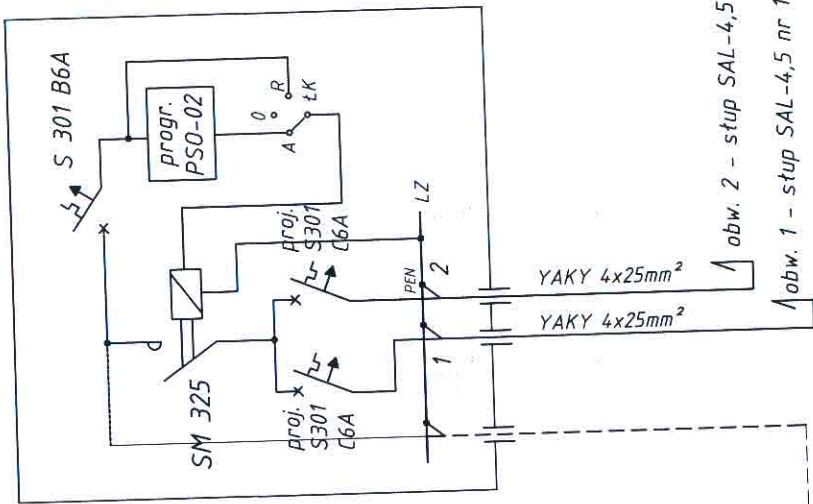 S 301 B6A
progr.
PSO-02
R
0
A
ŁK
SM 325
proj.
S301
C6A
proj.
S301
C6A
LZ
PEN
1
2
YAKY 4x25mm²
YAKY 4x25mm²
obw. 2 - słup SAL-4,5
obw. 1 - słup SAL-4,5 nr 1